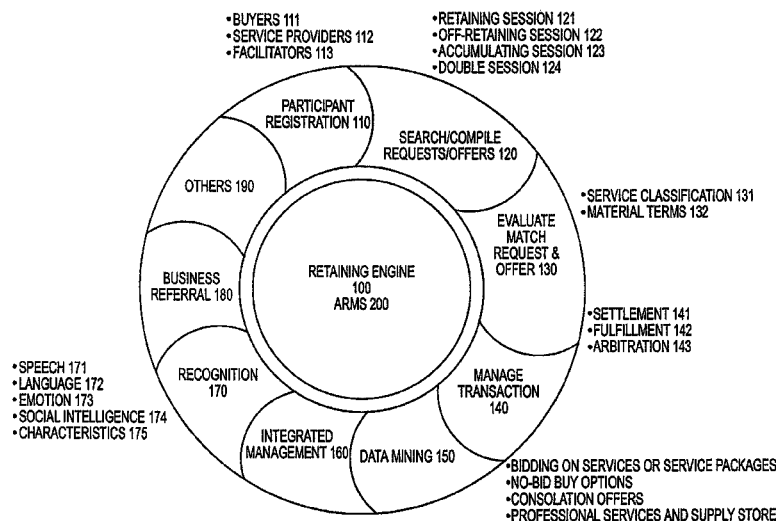 •BUYERS 111
•SERVICE PROVIDERS 112
•FACILITATORS 113
•RETAINING SESSION 121
•OFF-RETAINING SESSION 122
•ACCUMULATING SESSION 123
•DOUBLE SESSION 124
PARTICIPANT
REGISTRATION 110
SEARCH/COMPILE
REQUESTS/OFFERS 120
•SERVICE CLASSIFICATION 131
•MATERIAL TERMS 132
EVALUATE
MATCH
REQUEST &
OFFER 130
•SETTLEMENT 141
•FULFILLMENT 142
•ARBITRATION 143
MANAGE
TRANSACTION
140
•BIDDING ON SERVICES OR SERVICE PACKAGES
•NO-BID BUY OPTIONS
•CONSOLATION OFFERS
•PROFESSIONAL SERVICES AND SUPPLY STORE
DATA MINING 150
INTEGRATED
MANAGEMENT 160
RECOGNITION
170
•SPEECH 171
•LANGUAGE 172
•EMOTION 173
•SOCIAL INTELLIGENCE 174
•CHARACTERISTICS 175
BUSINESS
REFERRAL 180
OTHERS 190
RETAINING ENGINE
100
ARMS 200